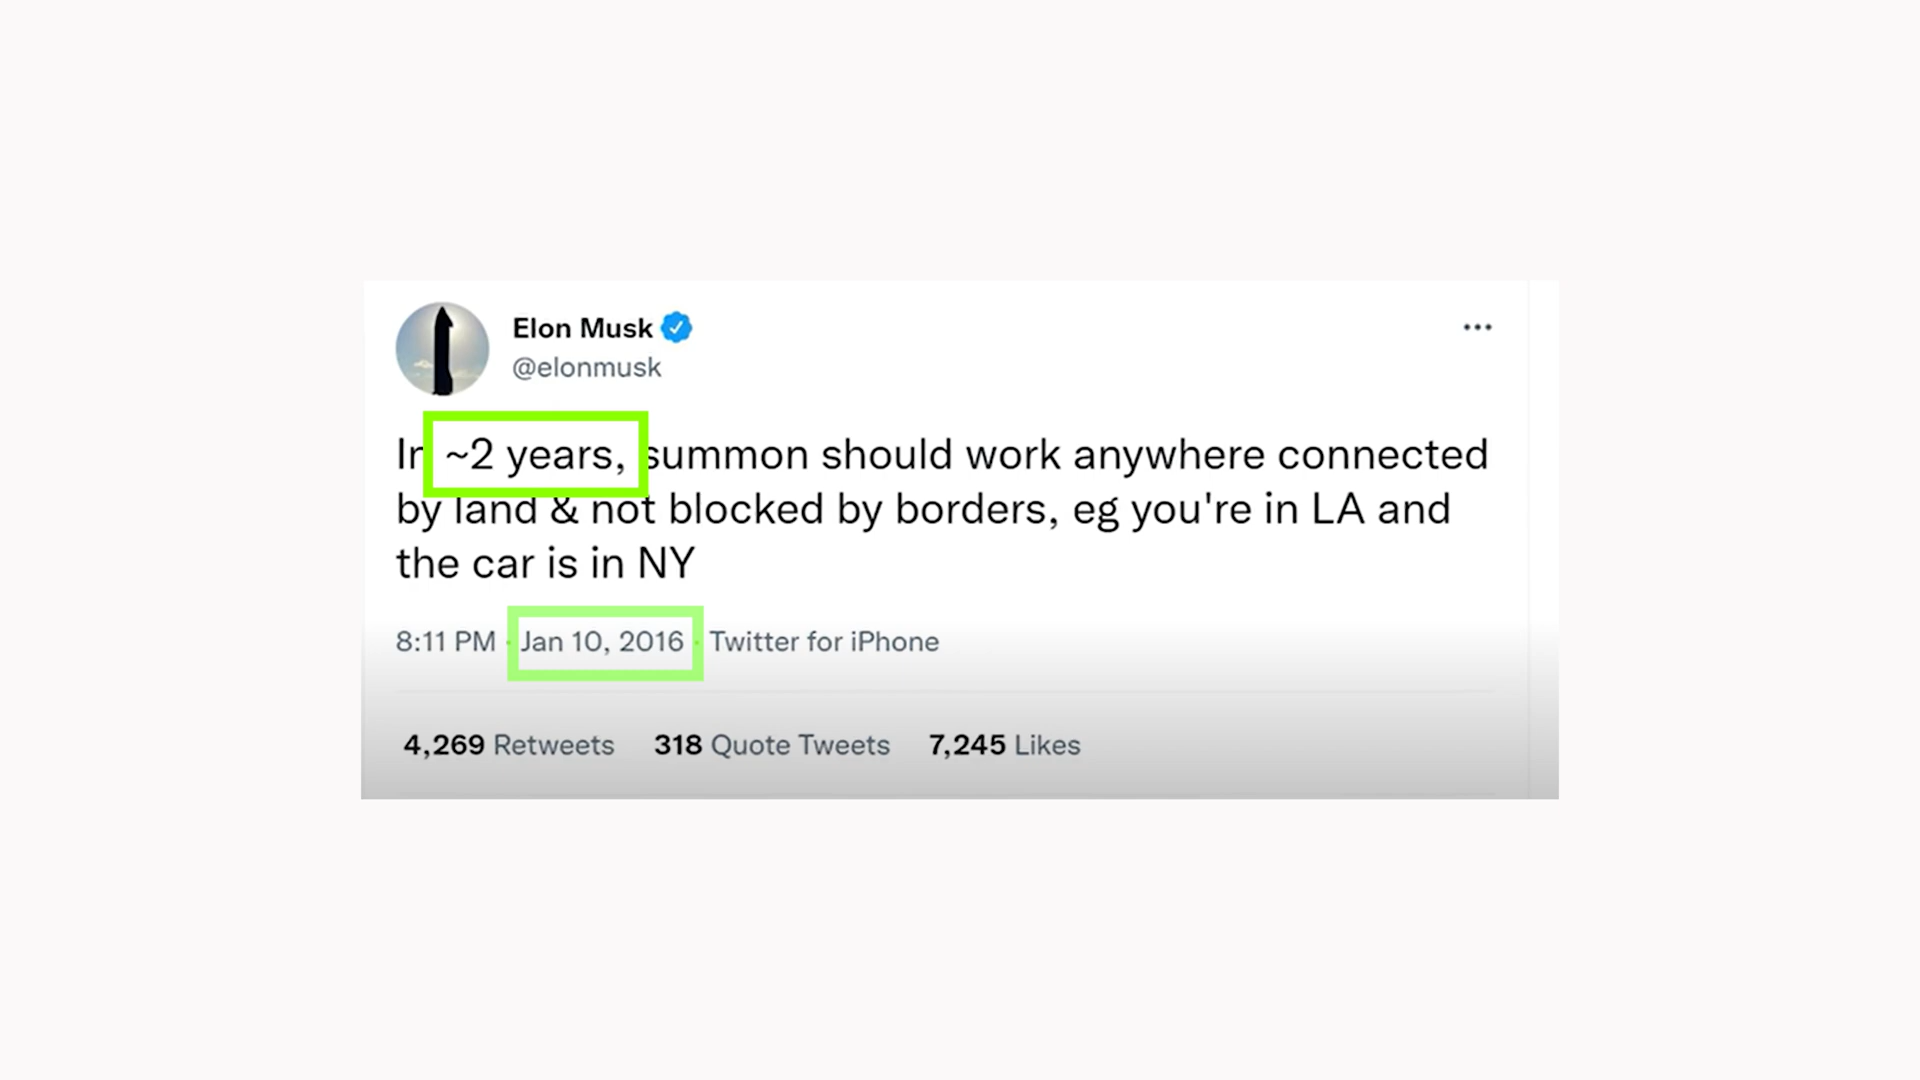 Elon Musk
@elonmusk
In ~2 years, summon should work anywhere connected
by land & not blocked by borders, eg you're in LA and
the car is in NY
8:11 PM · Jan 10, 2016 · Twitter for iPhone
4,269 Retweets 318 Quote Tweets 7,245 Likes